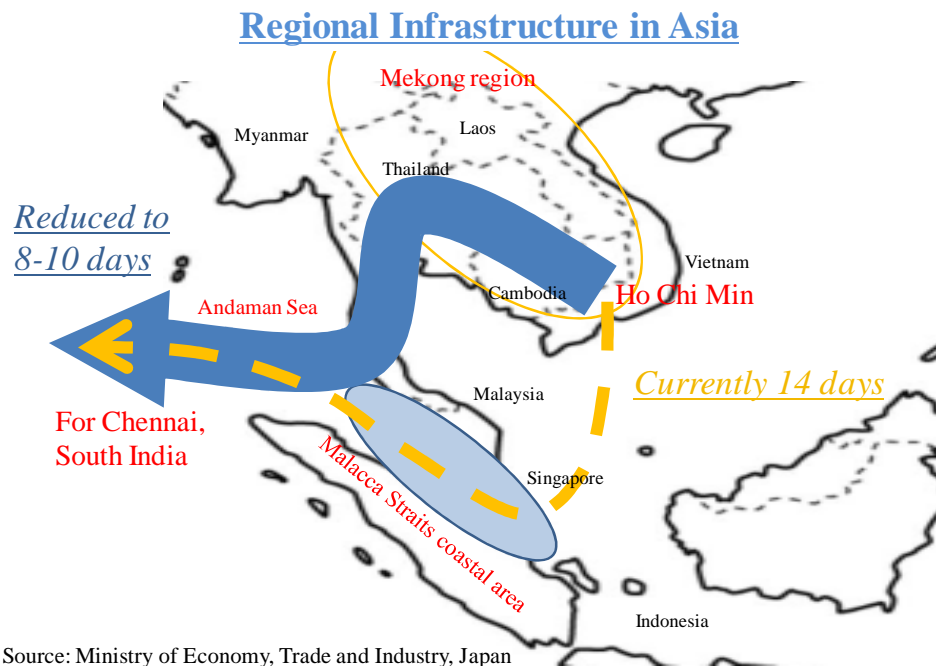 Regional Infrastructure in Asia
Mekong region
Laos
Myanmar
Thailand
Reduced to
8-10 days
Vietnam
Cambodia
Ho Chi Min
Andaman Sea
Currently 14 days
Malaysia
For Chennai,
South India
Singapore
Malacca Straits coastal area
Indonesia
Source: Ministry of Economy, Trade and Industry, Japan